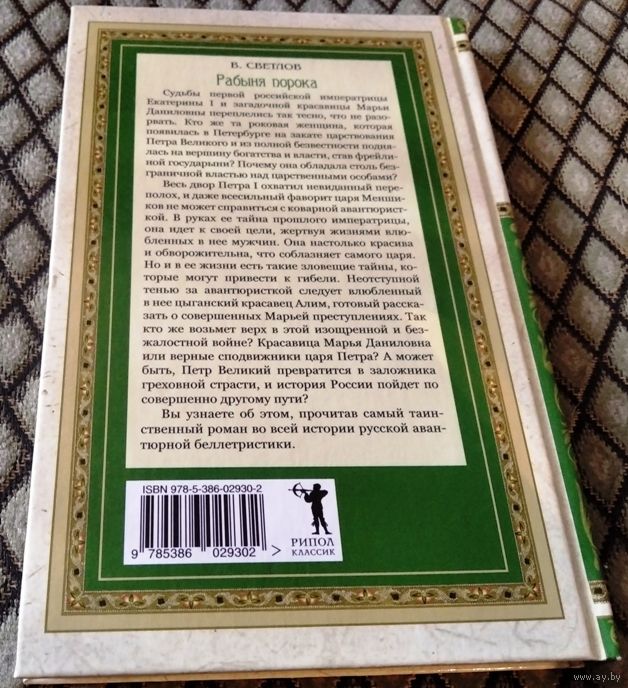 В. СВЕТЛОВ
Рабыня порока
Судьбы первой российской императрицы
Екатерины I и загадочной красавицы Марьи
Даниловны переплелись так тесно, что не разо-
рвать. Кто же та роковая женщина, которая
появилась в Петербурге на закате царствования
Петра Великого и из полной безвестности подня-
лась на вершину богатства и власти, став фрейли-
ной государыни? Почему она обладала столь без-
граничной властью над царственными особами?
Весь двор Петра I охватил невиданный пере-
полох, и даже всесильный фаворит царя Менши-
ков не может справиться с коварной авантюрист-
кой. В руках ее тайна прошлого императрицы,
она идет к своей цели, жертвуя жизнями влю-
бленных в нее мужчин. Она настолько красива
и обворожительна, что соблазняет самого царя.
Но и в ее жизни есть такие зловещие тайны, ко-
торые могут привести к гибели. Неотступной
тенью за авантюристкой следует влюбленный
в нее цыганский красавец Алим, готовый расска-
зать о совершенных Марьей преступлениях. Так
кто же возьмет верх в этой изощренной и без-
жалостной войне? Красавица Марья Даниловна
или верные сподвижники царя Петра? А может
быть, Петр Великий превратится в заложника
греховной страсти, и история России пойдет по
совершенно другому пути?
Вы узнаете об этом, прочитав самый таин-
ственный роман во всей истории русской аван-
тюрной беллетристики.
ISBN 978-5-386-02930-2
9 785386 029302 >
РИПОЛ
КЛАССИК
www.ay.by